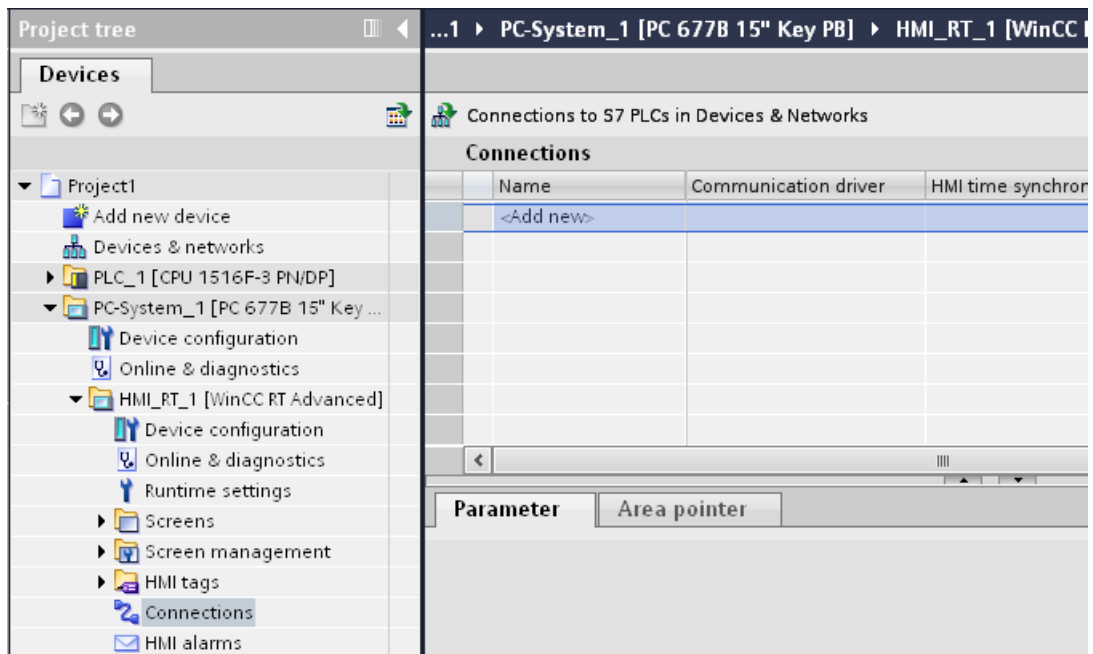 Project tree
Devices
Project1
Add new device
Devices & networks
PLC_1 [CPU 1516F-3 PN/DP]
PC-System_1 [PC 677B 15" Key ...
Device configuration
Online & diagnostics
HMI_RT_1 [WinCC RT Advanced]
Device configuration
Online & diagnostics
Runtime settings
Screens
Screen management
HMI tags
Connections
HMI alarms
...1 PC-System_1 [PC 677B 15" Key PB] HMI_RT_1 [WinCC
Connections to S7 PLCs in Devices & Networks
Connections
Name Communication driver HMI time synchron
<Add new>
Parameter Area pointer